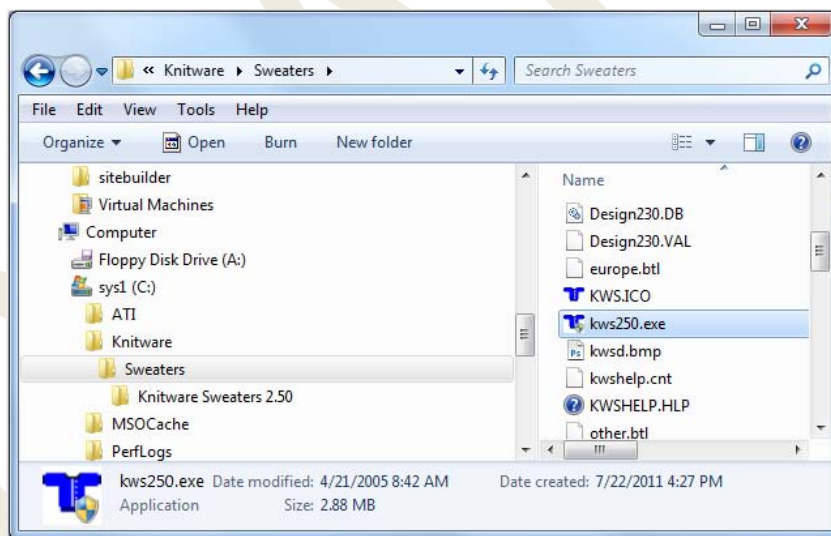 « Knitware ▸ Sweaters ▸
Search Sweaters
File Edit View Tools Help
Organize ▾ Open Burn New folder
sitebuilder
Virtual Machines
Computer
Floppy Disk Drive (A:)
sys1 (C:)
ATI
Knitware
Sweaters
Knitware Sweaters 2.50
MSOCache
PerfLogs
Name
Design230.DB
Design230.VAL
europe.btl
KWS.ICO
kws250.exe
kwsd.bmp
kwshelp.cnt
KWSHELP.HLP
other.btl
kws250.exe Date modified: 4/21/2005 8:42 AM Date created: 7/22/2011 4:27 PM
Application Size: 2.88 MB